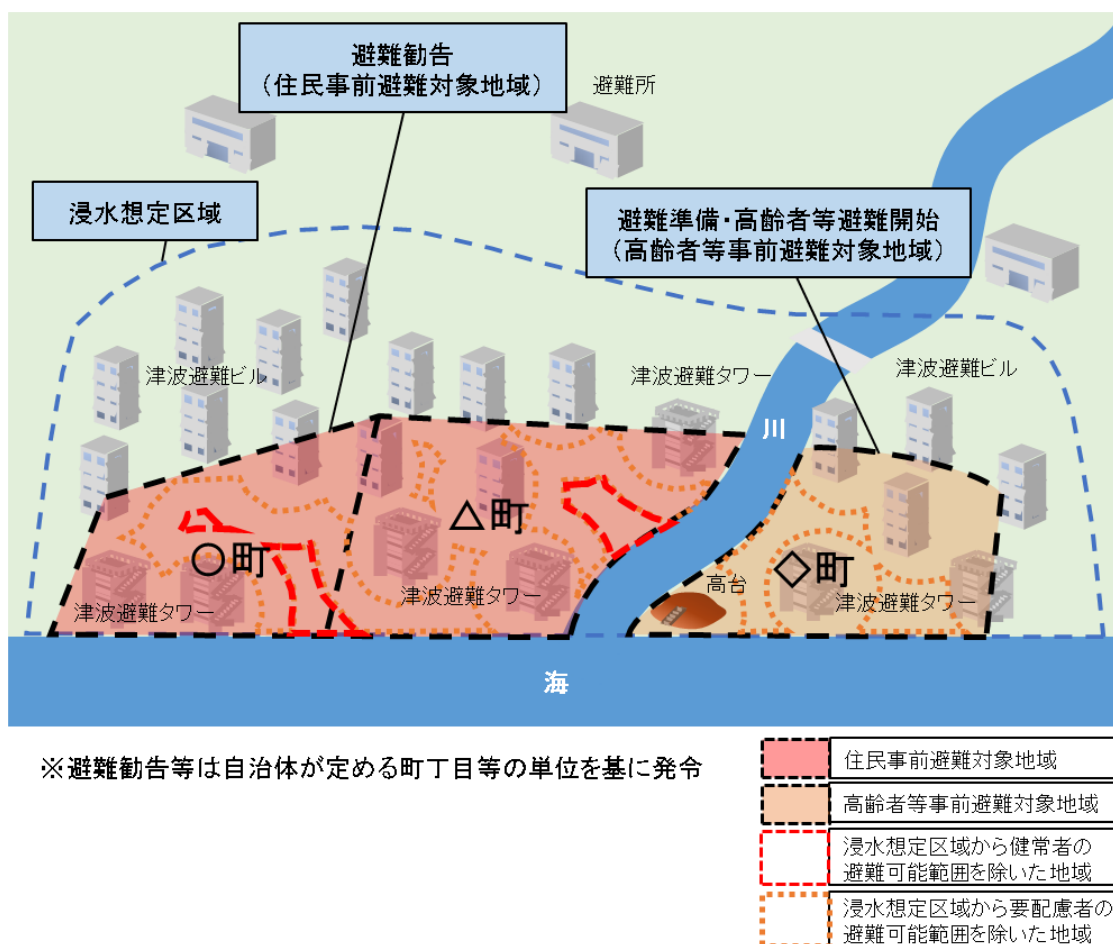 避難勧告
(住民事前避難対象地域)
避難所
浸水想定区域
避難準備・高齢者等避難開始
(高齢者等事前避難対象地域)
津波避難ビル
津波避難タワー
津波避難ビル
川
△町
○町
◇町
高台
津波避難タワー
津波避難タワー
津波避難タワー
海
※避難勧告等は自治体が定める町丁目等の単位を基に発令
住民事前避難対象地域
高齢者等事前避難対象地域
浸水想定区域から健常者の
避難可能範囲を除いた地域
浸水想定区域から要配慮者の
避難可能範囲を除いた地域